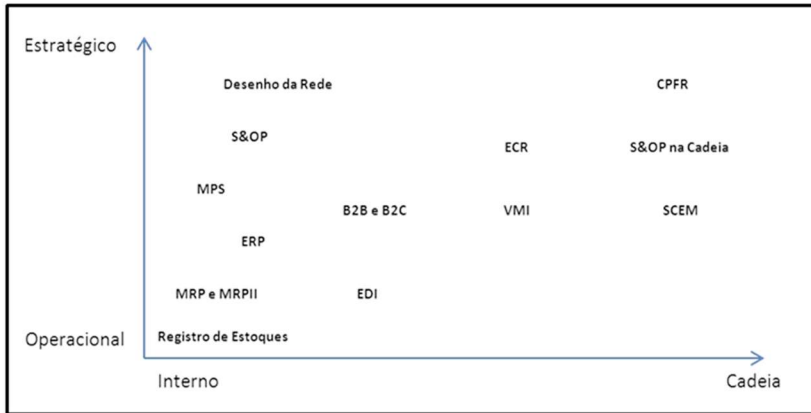 Estratégico
Desenho da Rede
CPFR
S&OP
ECR
S&OP na Cadeia
MPS
B2B e B2C
VMI
SCEM
ERP
MRP e MRPII
EDI
Operacional
Registro de Estoques
Interno
Cadeia